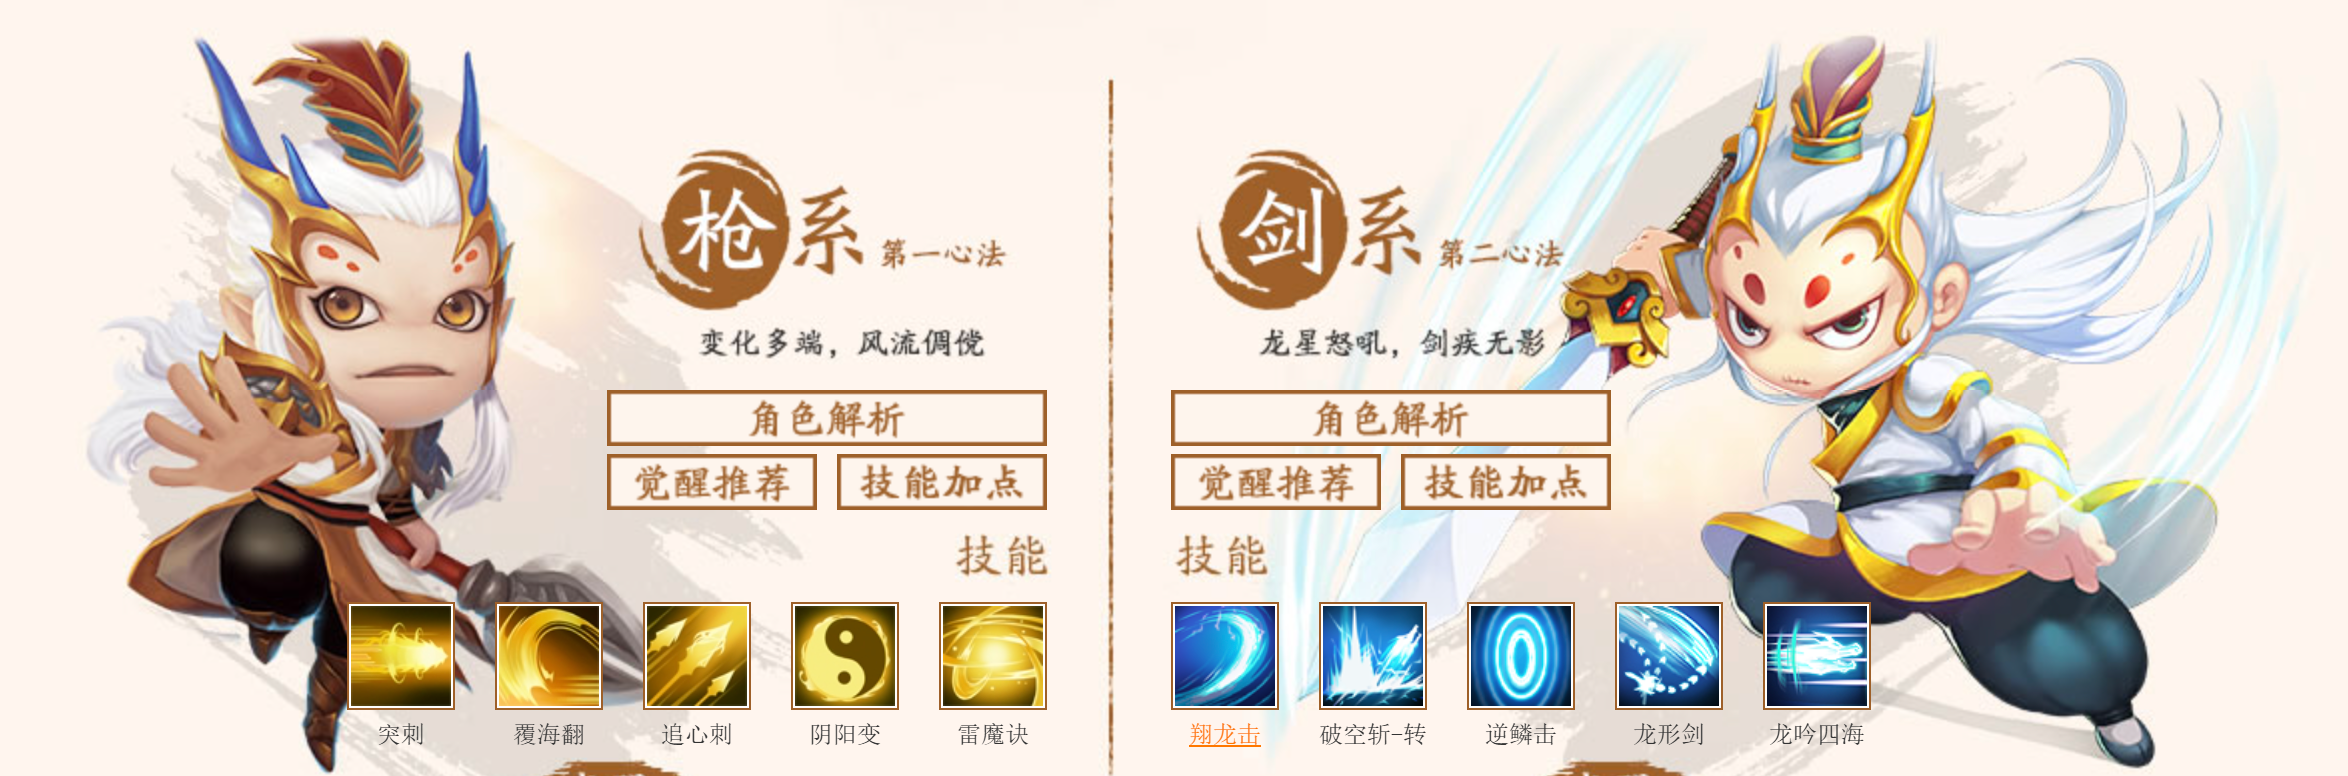 枪系 第一心法
变化多端，风流倜傥
角色解析
觉醒推荐 技能加点
技能
突刺 覆海翻 追心刺 阴阳变 雷魔诀
剑系 第二心法
龙星怒吼，剑疾无影
角色解析
觉醒推荐 技能加点
技能
翔龙击 破空斩-转 逆鳞击 龙形剑 龙吟四海